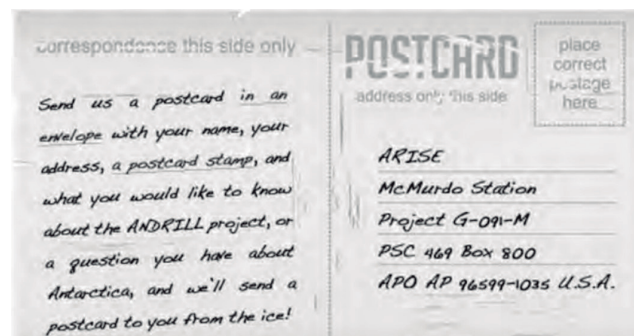 correspondence this side only
Send us a postcard in an
envelope with your name, your
address, a postcard stamp, and
what you would like to know
about the ANDRILL project, or
a question you have about
Antarctica, and we'll send a
postcard to you from the ice!
POSTCARD
address only this side
place
correct
postage
here
ARISE
McMurdo Station
Project G-091-M
PSC 469 Box 800
APO AP 96599-1035 U.S.A.